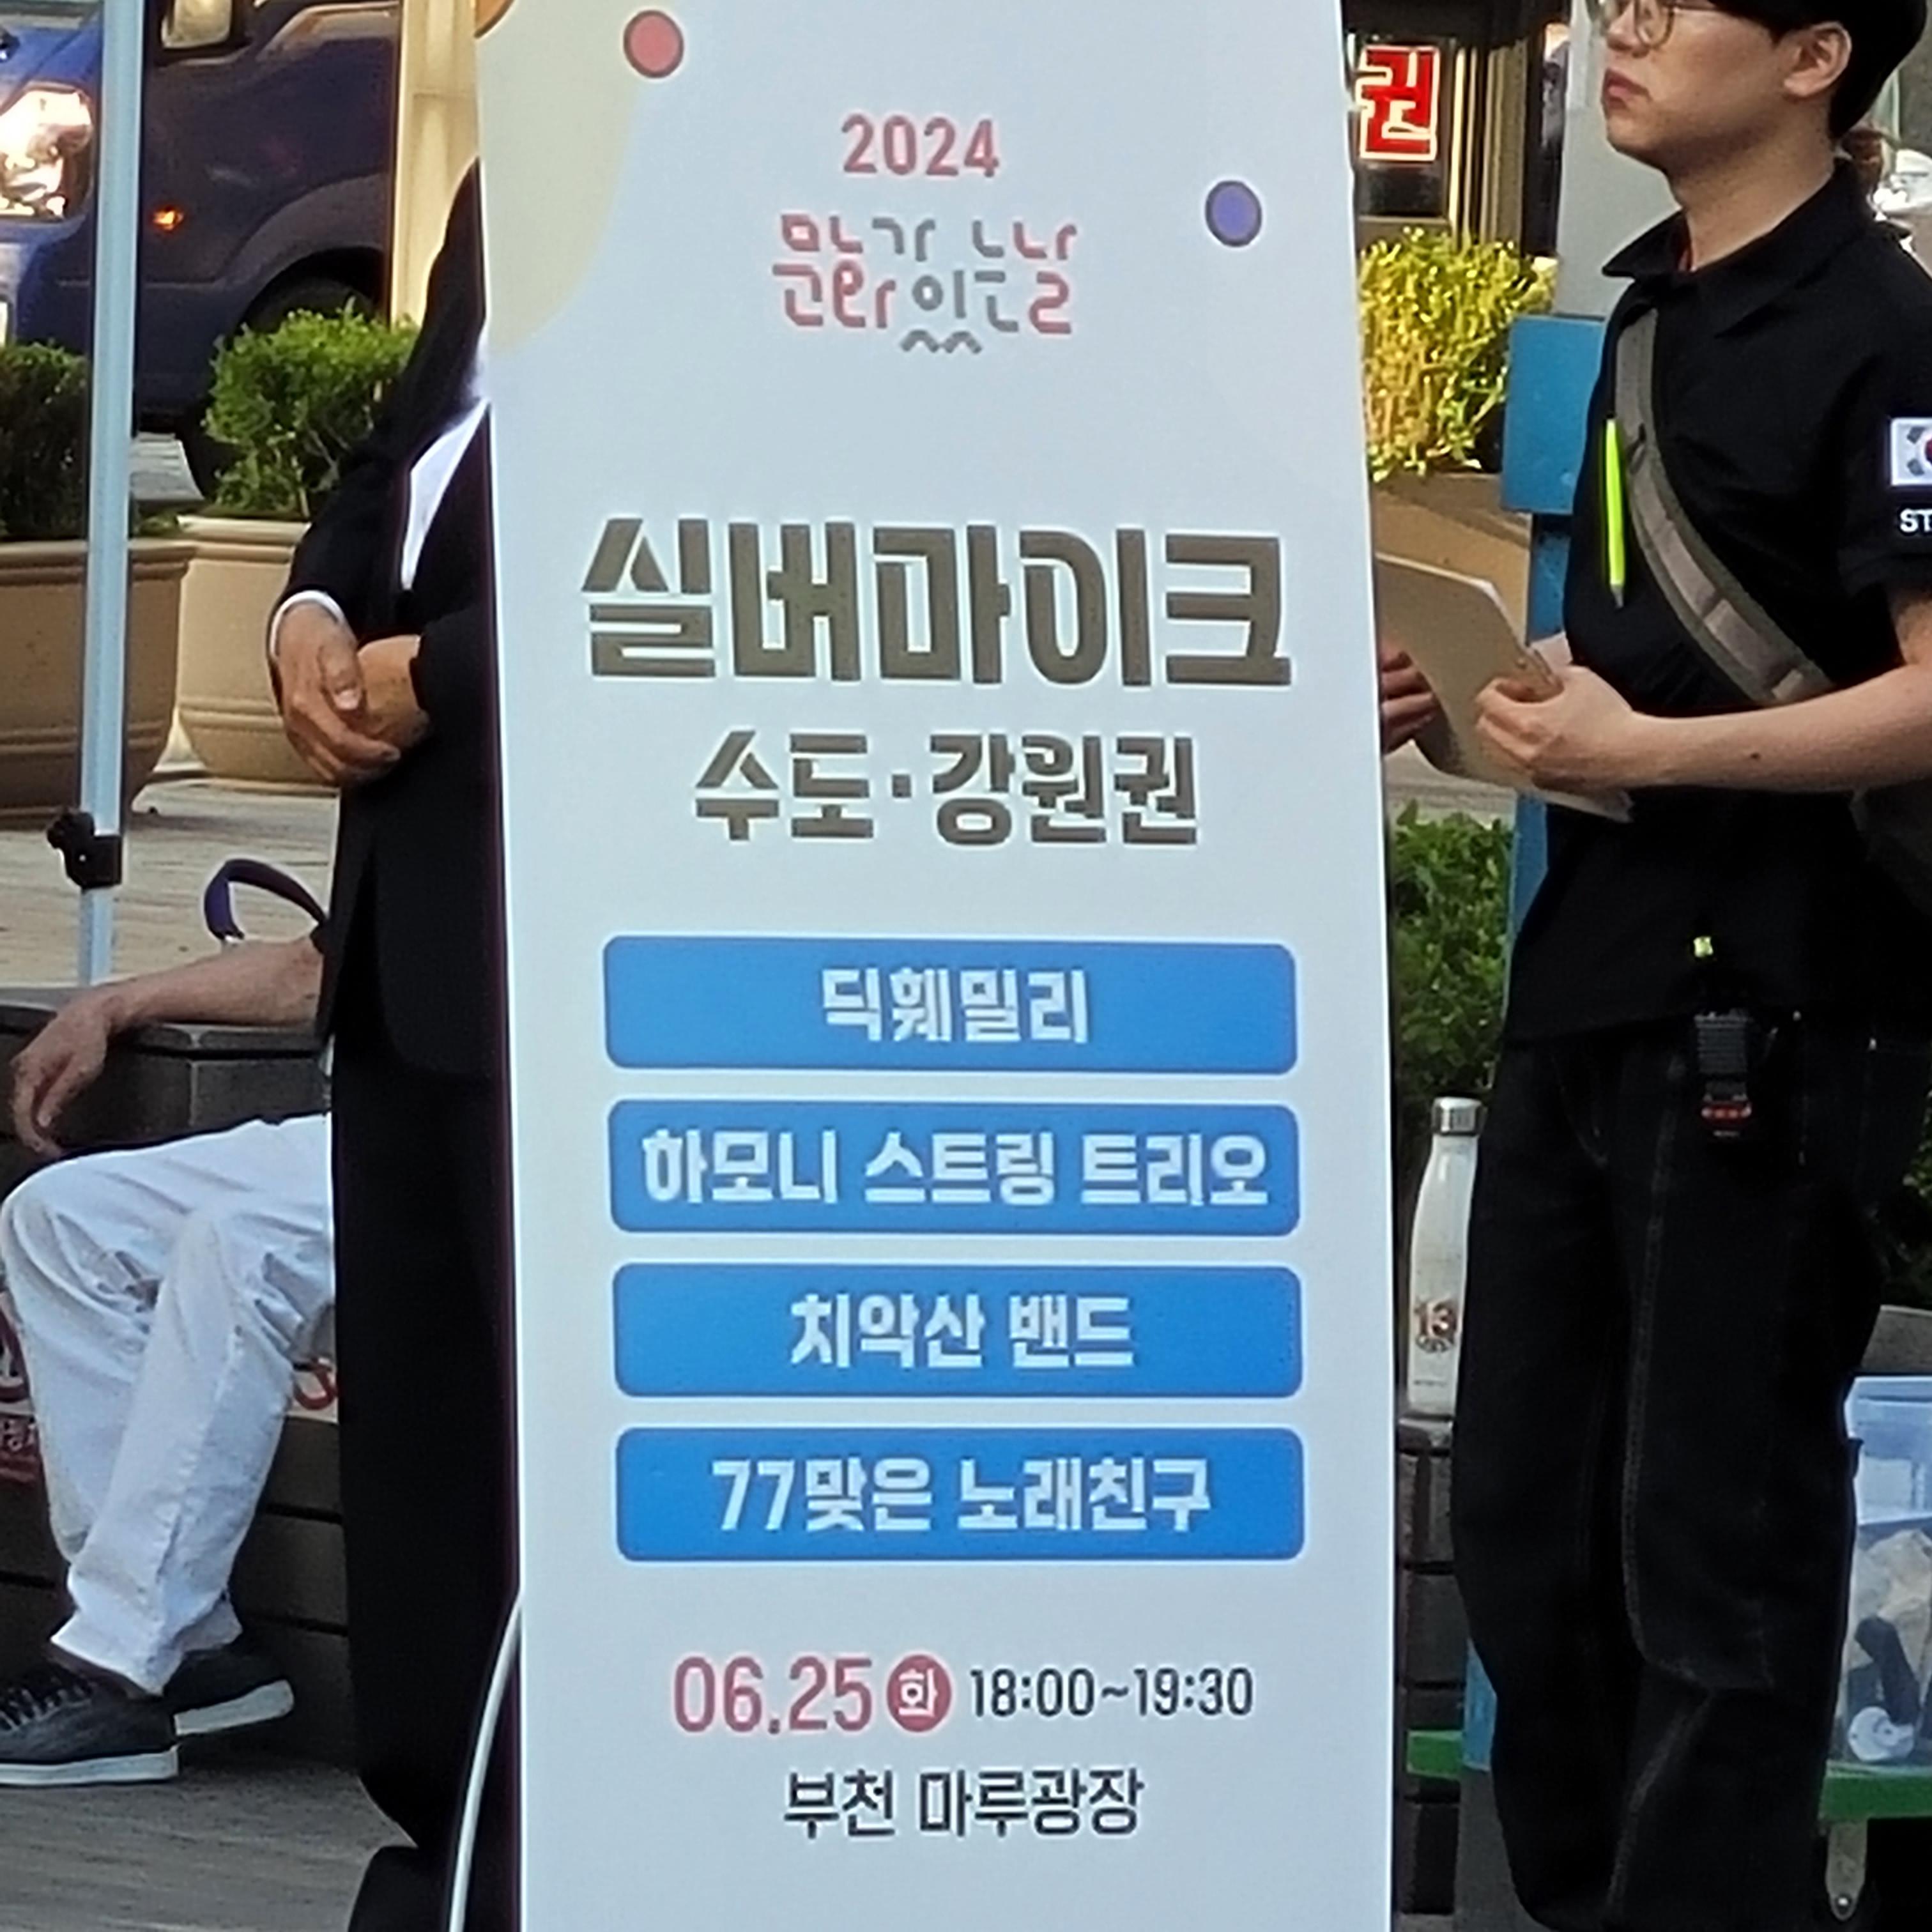 2024
문화가 있는 날
실버마이크
수도·강원권
딕훼밀리
하모니 스트링 트리오
치악산 밴드
77맞은 노래친구
06.25 화 18:00~19:30
부천 마루광장
권
13